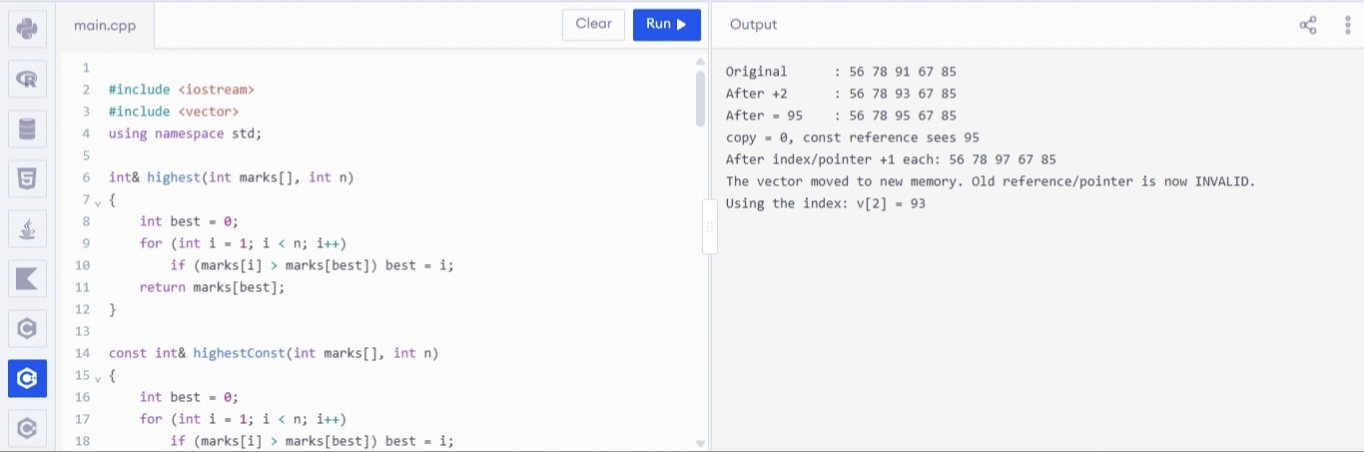 main.cpp
Clear
Run
1
2 #include <iostream>
3 #include <vector>
4 using namespace std;
5
6 int& highest(int marks[], int n)
7 {
8     int best = 0;
9     for (int i = 1; i < n; i++)
10         if (marks[i] > marks[best]) best = i;
11     return marks[best];
12 }
13
14 const int& highestConst(int marks[], int n)
15 {
16     int best = 0;
17     for (int i = 1; i < n; i++)
18         if (marks[i] > marks[best]) best = i;
Output
Original      : 56 78 91 67 85
After +2      : 56 78 93 67 85
After = 95    : 56 78 95 67 85
copy = 0, const reference sees 95
After index/pointer +1 each: 56 78 97 67 85
The vector moved to new memory. Old reference/pointer is now INVALID.
Using the index: v[2] = 93